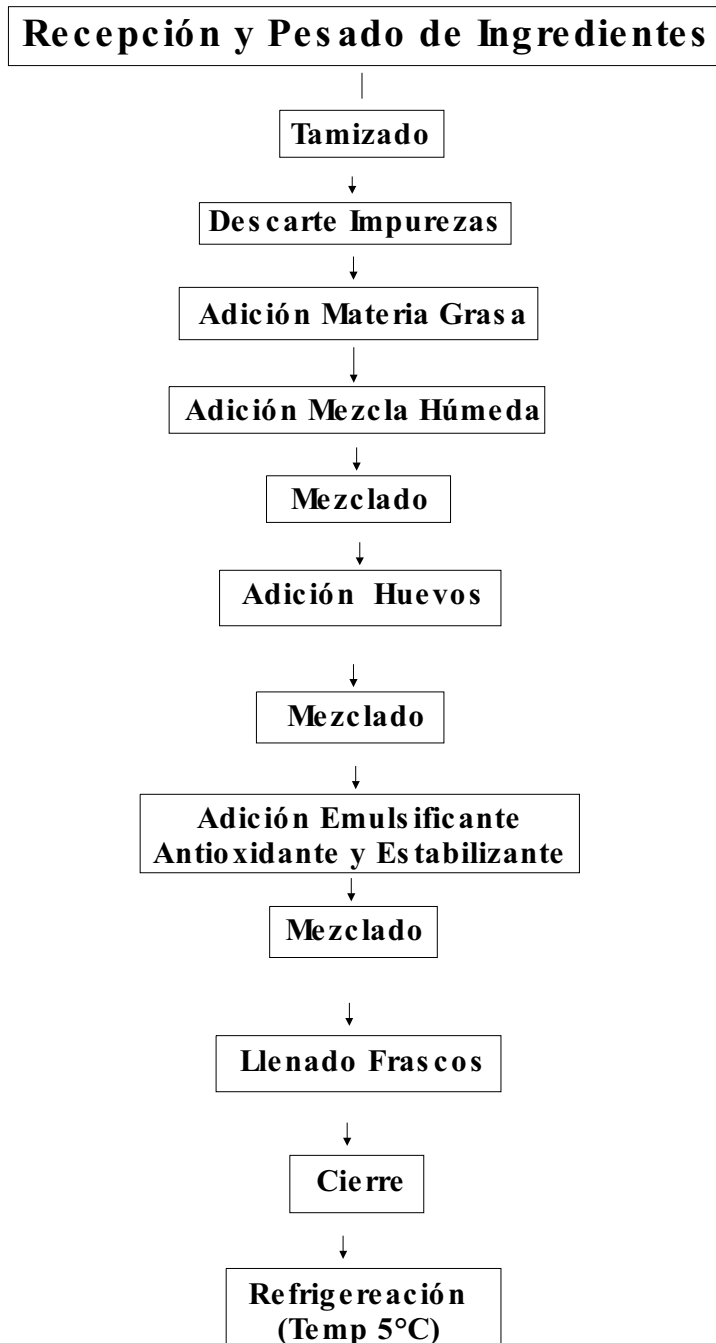 Recepción y Pesado de Ingredientes
Tamizado
Descarte Impurezas
Adición Materia Grasa
Adición Mezcla Húmeda
Mezclado
Adición Huevos
Mezclado
Adición Emulsificante
Antioxidante y Estabilizante
Mezclado
Llenado Frascos
Cierre
Refrigereación
(Temp 5°C)